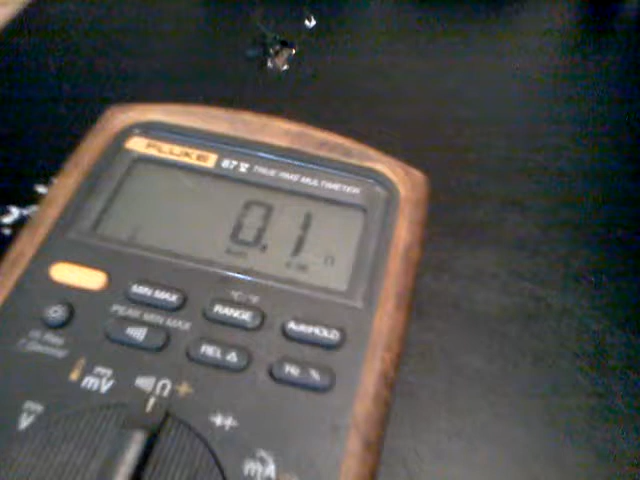 FLUKE 87 V TRUE RMS MULTIMETER
0.1 Ω
MIN MAX
RANGE
AutoHOLD
PEAK MIN MAX
REL Δ
Hz %
mV
Ω
V
mA